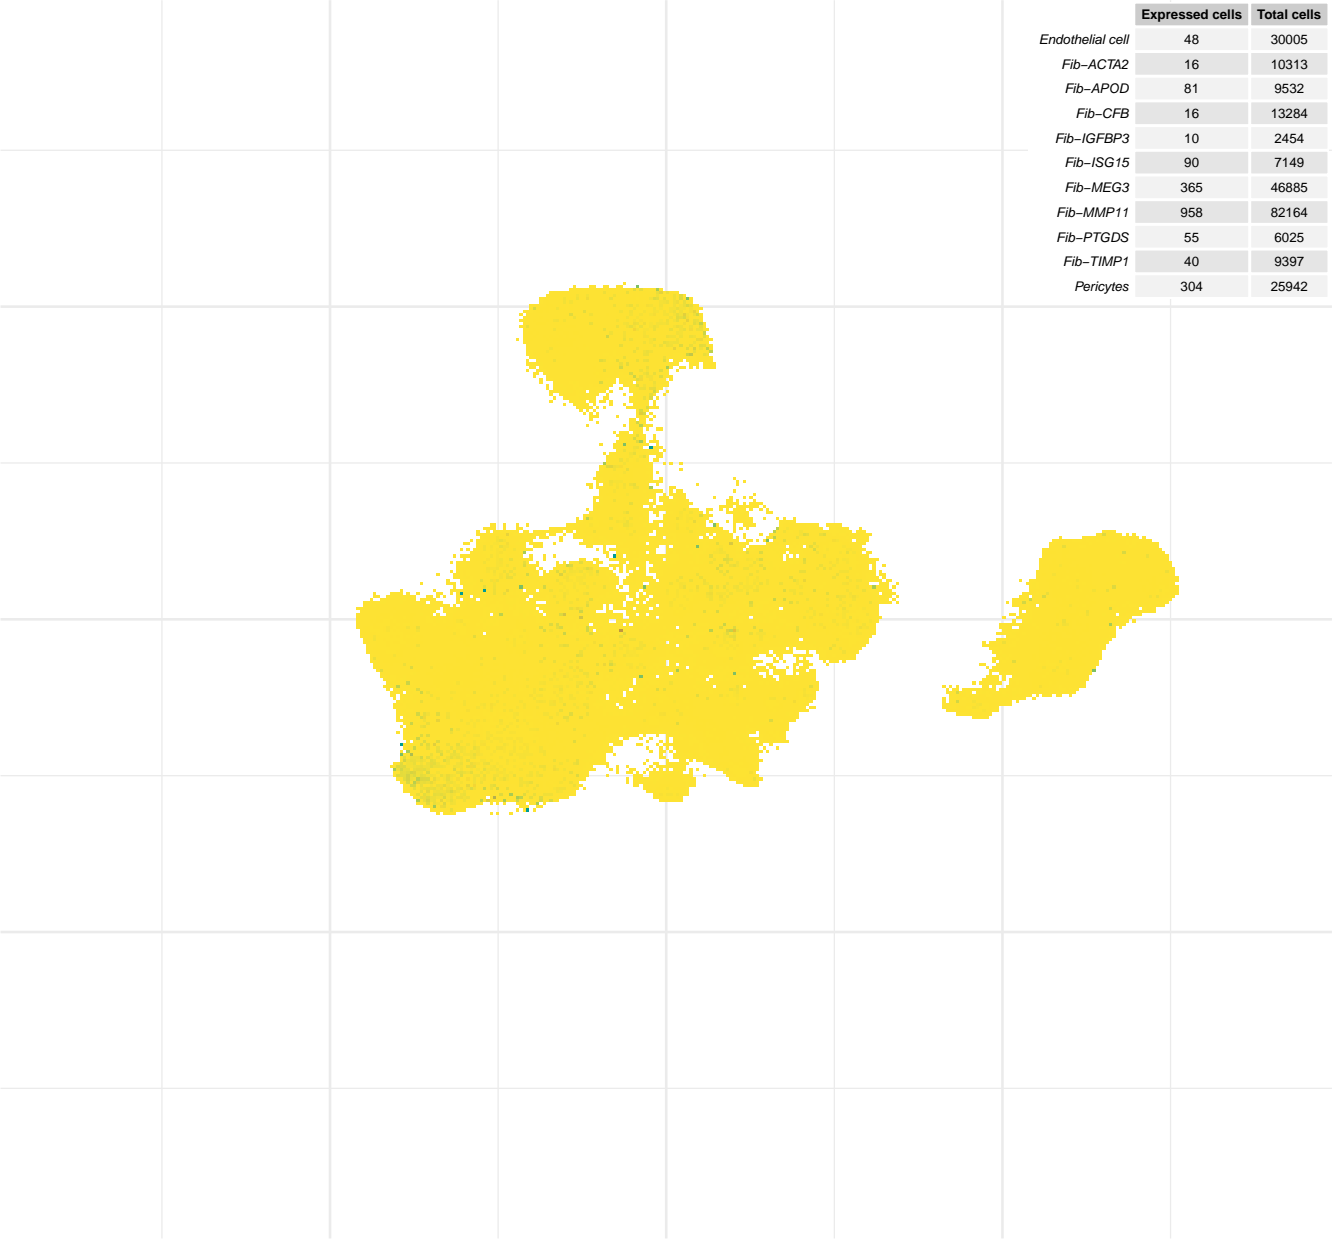 Expressed cells Total cells
Endothelial cell 48 30005
Fib−ACTA2 16 10313
Fib−APOD 81 9532
Fib−CFB 16 13284
Fib−IGFBP3 10 2454
Fib−ISG15 90 7149
Fib−MEG3 365 46885
Fib−MMP11 958 82164
Fib−PTGDS 55 6025
Fib−TIMP1 40 9397
Pericytes 304 25942